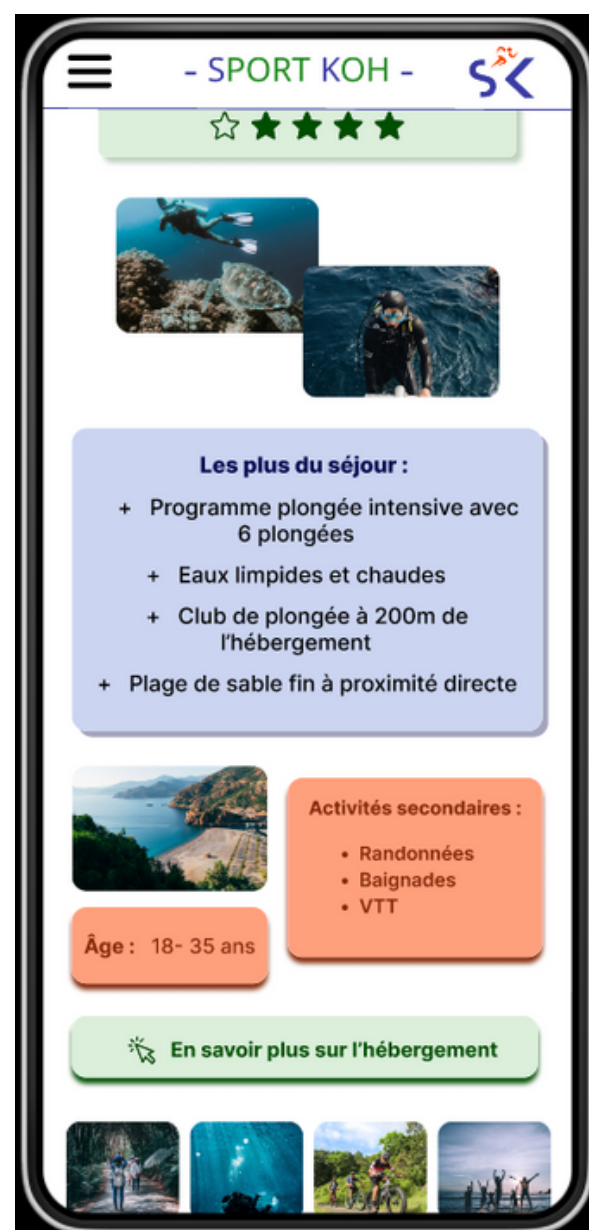 - SPORT KOH -
SK
Les plus du séjour :
+ Programme plongée intensive avec
6 plongées
+ Eaux limpides et chaudes
+ Club de plongée à 200m de
l'hébergement
+ Plage de sable fin à proximité directe
Activités secondaires :
• Randonnées
• Baignades
• VTT
Âge : 18- 35 ans
En savoir plus sur l'hébergement